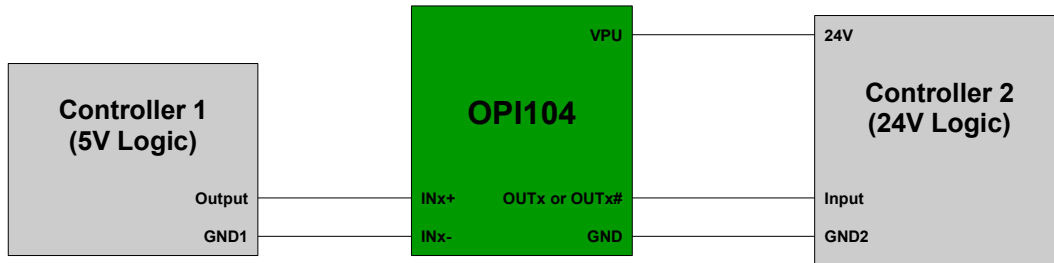 Controller 1
(5V Logic)
Output
GND1
VPU
OPI104
INx+
OUTx or OUTx#
INx-
GND
24V
Controller 2
(24V Logic)
Input
GND2